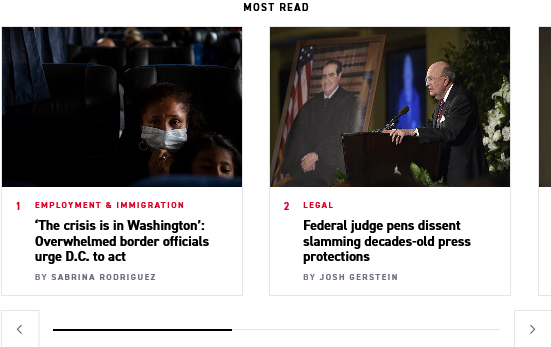 MOST READ
1 EMPLOYMENT & IMMIGRATION
‘The crisis is in Washington’:
Overwhelmed border officials
urge D.C. to act
BY SABRINA RODRIGUEZ
2 LEGAL
Federal judge pens dissent
slamming decades-old press
protections
BY JOSH GERSTEIN